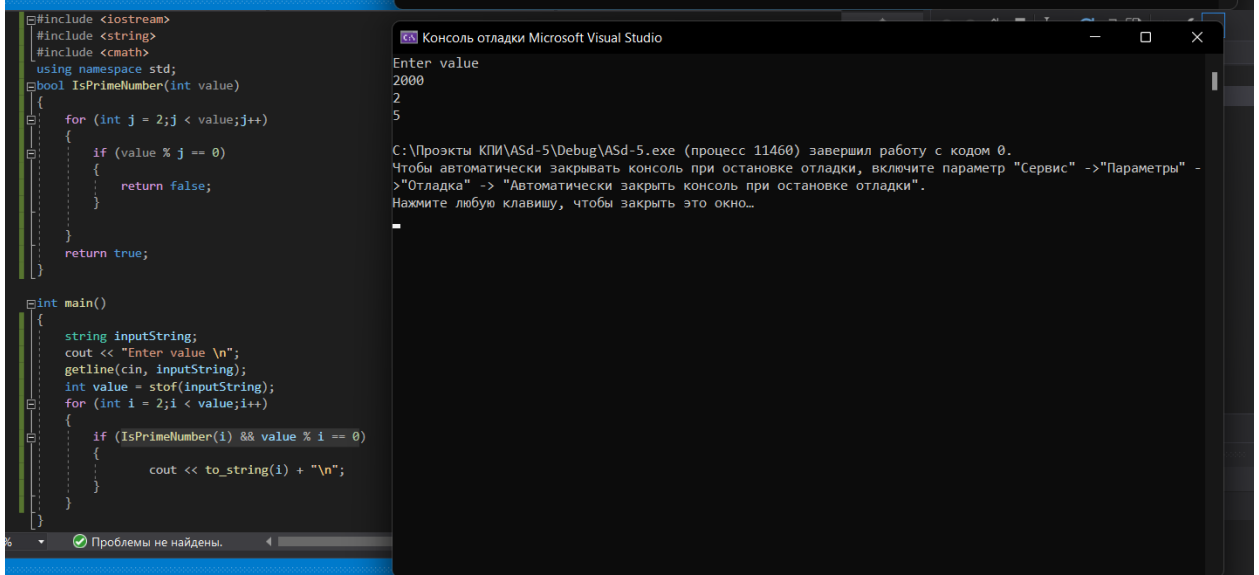 #include <iostream>
#include <string>
#include <cmath>
using namespace std;
bool IsPrimeNumber(int value)
{
for (int j = 2;j < value;j++)
{
if (value % j == 0)
{
return false;
}
}
return true;
}
int main()
{
string inputString;
cout << "Enter value \n";
getline(cin, inputString);
int value = stof(inputString);
for (int i = 2;i < value;i++)
{
if (IsPrimeNumber(i) && value % i == 0)
{
cout << to_string(i) + "\n";
}
}
}
% Проблемы не найдены.
Консоль отладки Microsoft Visual Studio
Enter value
2000
2
5
C:\Проэкты КПИ\ASd-5\Debug\ASd-5.exe (процесс 11460) завершил работу с кодом 0.
Чтобы автоматически закрывать консоль при остановке отладки, включите параметр "Сервис" ->"Параметры" -
>"Отладка" -> "Автоматически закрыть консоль при остановке отладки".
Нажмите любую клавишу, чтобы закрыть это окно…